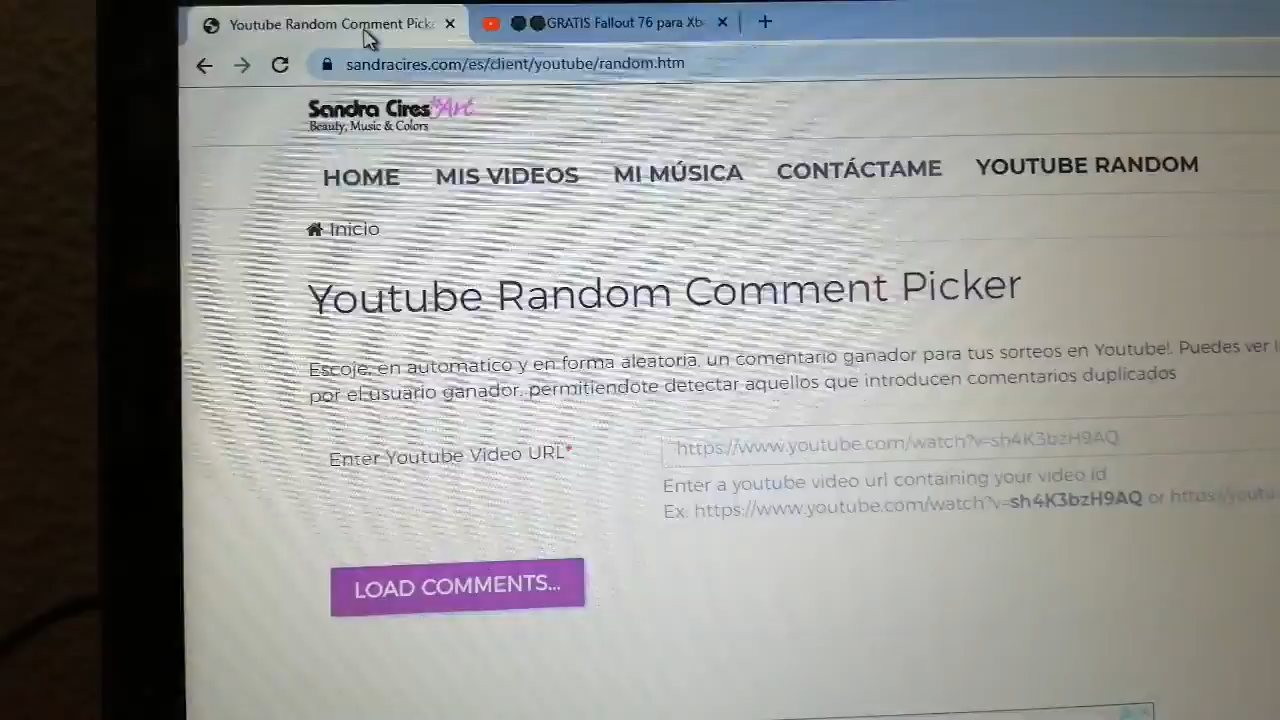 Youtube Random Comment Pick
GRATIS Fallout 76 para Xb
sandracires.com/es/client/youtube/random.htm
Sandra Cires Art
Beauty, Music & Colors
HOME MIS VIDEOS MI MÚSICA CONTÁCTAME YOUTUBE RANDOM
Inicio
Youtube Random Comment Picker
Escoje, en automatico y en forma aleatoria, un comentario ganador para tus sorteos en Youtube!. Puedes ver l
por el usuario ganador, permitiendote detectar aquellos que introducen comentarios duplicados
Enter Youtube Video URL*
https://www.youtube.com/watch?v=sh4K3bzH9AQ
Enter a youtube video url containing your video id
Ex. https://www.youtube.com/watch?v=sh4K3bzH9AQ or https://youtu
LOAD COMMENTS...